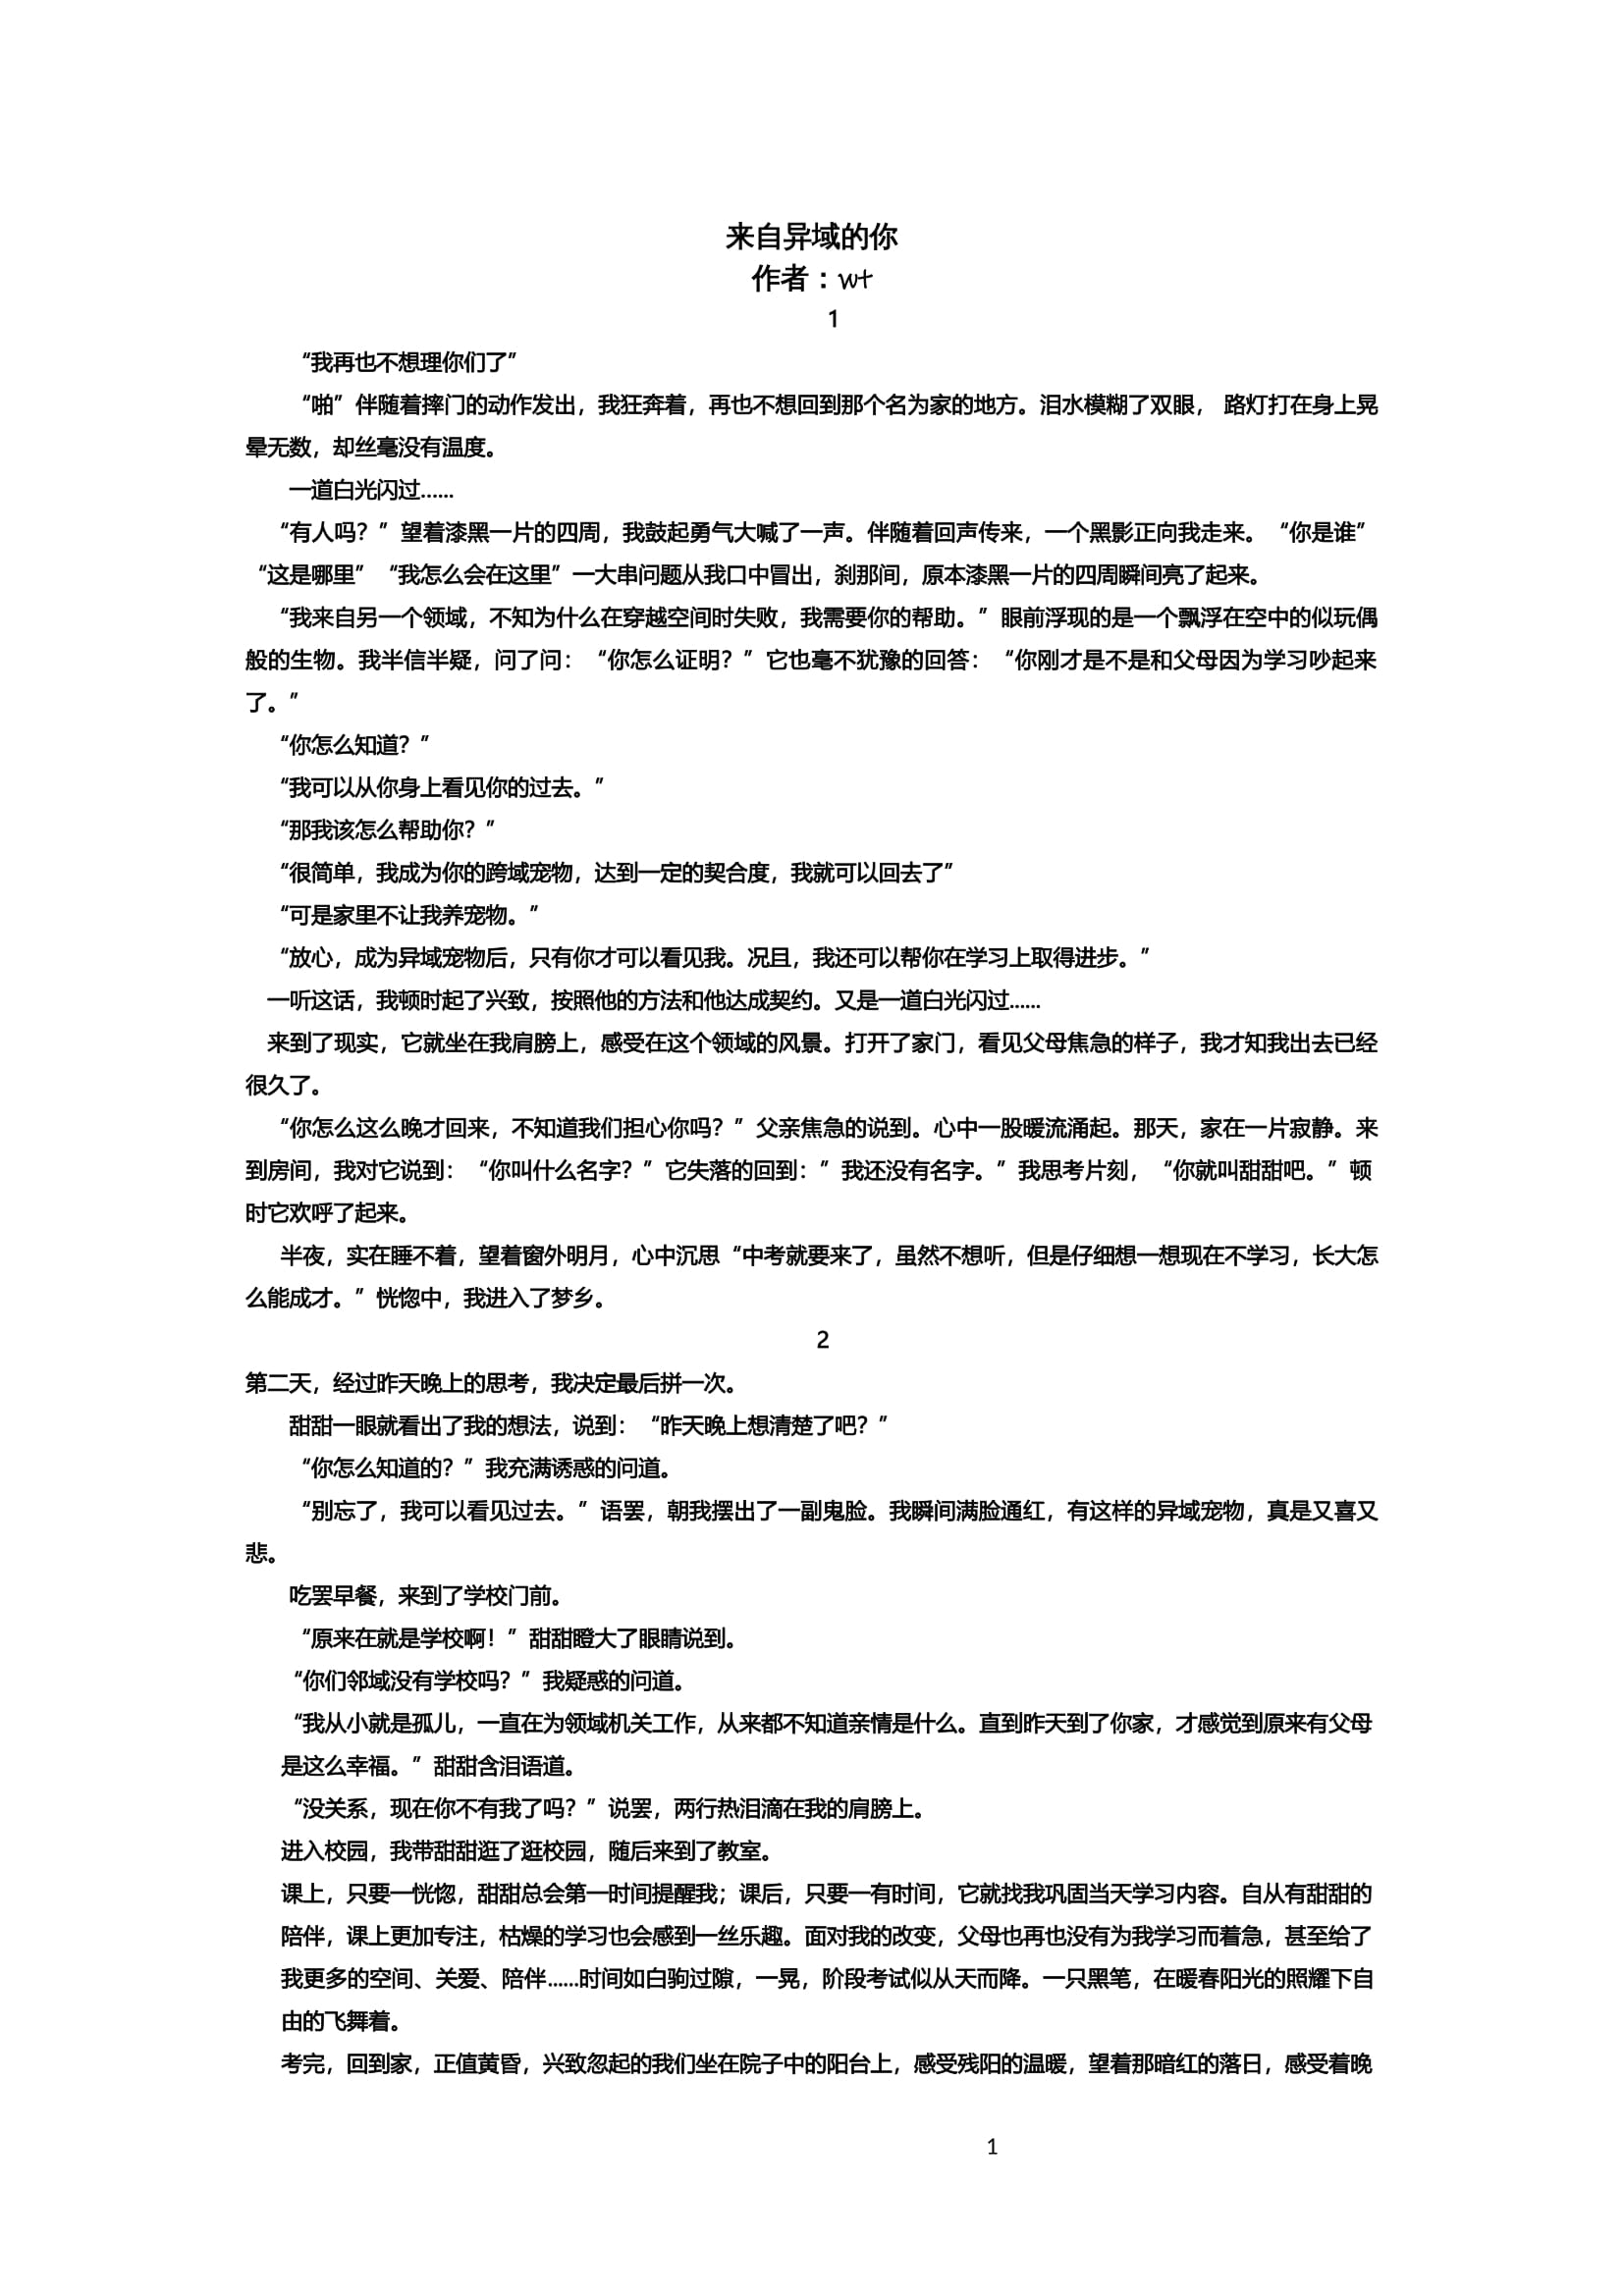 来自异域的你
作者：wt
1
“我再也不想理你们了”
“啪”伴随着摔门的动作发出，我狂奔着，再也不想回到那个名为家的地方。泪水模糊了双眼， 路灯打在身上晃
晕无数，却丝毫没有温度。
一道白光闪过......
“有人吗？”望着漆黑一片的四周，我鼓起勇气大喊了一声。伴随着回声传来，一个黑影正向我走来。“你是谁”
“这是哪里”“我怎么会在这里”一大串问题从我口中冒出，刹那间，原本漆黑一片的四周瞬间亮了起来。
“我来自另一个领域，不知为什么在穿越空间时失败，我需要你的帮助。”眼前浮现的是一个飘浮在空中的似玩偶
般的生物。我半信半疑，问了问：“你怎么证明？”它也毫不犹豫的回答：“你刚才是不是和父母因为学习吵起来
了。”
“你怎么知道？”
“我可以从你身上看见你的过去。”
“那我该怎么帮助你？”
“很简单，我成为你的跨域宠物，达到一定的契合度，我就可以回去了”
“可是家里不让我养宠物。”
“放心，成为异域宠物后，只有你才可以看见我。况且，我还可以帮你在学习上取得进步。”
一听这话，我顿时起了兴致，按照他的方法和他达成契约。又是一道白光闪过......
来到了现实，它就坐在我肩膀上，感受在这个领域的风景。打开了家门，看见父母焦急的样子，我才知我出去已经
很久了。
“你怎么这么晚才回来，不知道我们担心你吗？”父亲焦急的说到。心中一股暖流涌起。那天，家在一片寂静。来
到房间，我对它说到：“你叫什么名字？”它失落的回到：”我还没有名字。”我思考片刻，“你就叫甜甜吧。”顿
时它欢呼了起来。
半夜，实在睡不着，望着窗外明月，心中沉思“中考就要来了，虽然不想听，但是仔细想一想现在不学习，长大怎
么能成才。”恍惚中，我进入了梦乡。
2
第二天，经过昨天晚上的思考，我决定最后拼一次。
甜甜一眼就看出了我的想法，说到：“昨天晚上想清楚了吧？”
“你怎么知道的？”我充满诱惑的问道。
“别忘了，我可以看见过去。”语罢，朝我摆出了一副鬼脸。我瞬间满脸通红，有这样的异域宠物，真是又喜又
悲。
吃罢早餐，来到了学校门前。
“原来在就是学校啊！”甜甜瞪大了眼睛说到。
“你们邻域没有学校吗？”我疑惑的问道。
“我从小就是孤儿，一直在为领域机关工作，从来都不知道亲情是什么。直到昨天到了你家，才感觉到原来有父母
是这么幸福。”甜甜含泪语道。
“没关系，现在你不有我了吗？”说罢，两行热泪滴在我的肩膀上。
进入校园，我带甜甜逛了逛校园，随后来到了教室。
课上，只要一恍惚，甜甜总会第一时间提醒我；课后，只要一有时间，它就找我巩固当天学习内容。自从有甜甜的
陪伴，课上更加专注，枯燥的学习也会感到一丝乐趣。面对我的改变，父母也再也没有为我学习而着急，甚至给了
我更多的空间、关爱、陪伴......时间如白驹过隙，一晃，阶段考试似从天而降。一只黑笔，在暖春阳光的照耀下自
由的飞舞着。
考完，回到家，正值黄昏，兴致忽起的我们坐在院子中的阳台上，感受残阳的温暖，望着那暗红的落日，感受着晚
1